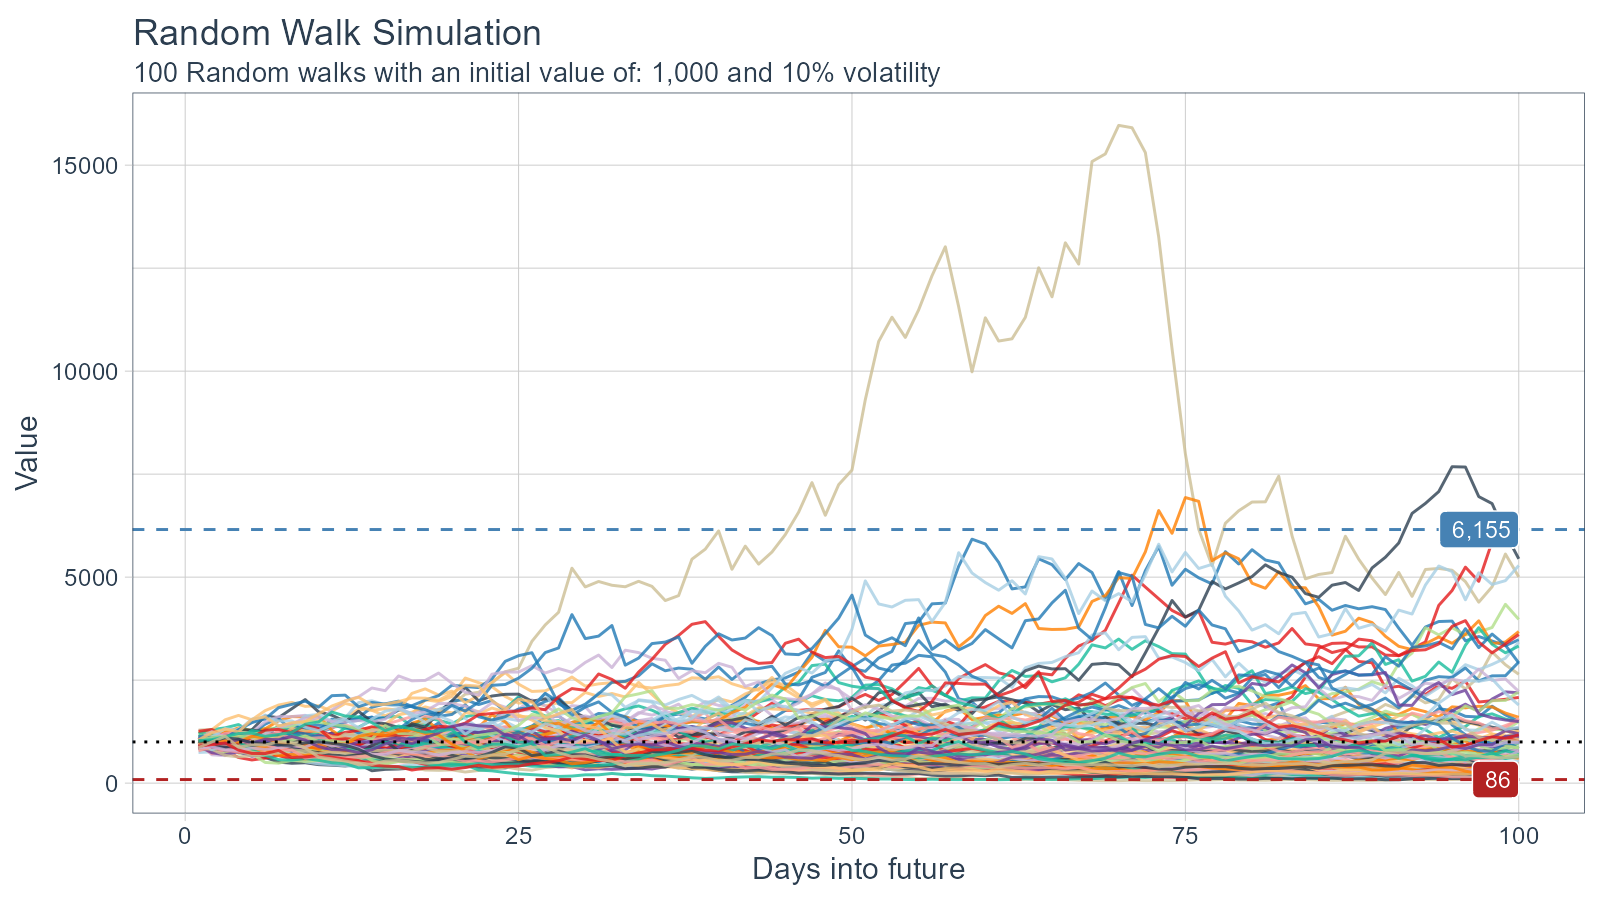 Random Walk Simulation
100 Random walks with an initial value of: 1,000 and 10% volatility
15000
10000
5000
0
Value
6,155
86
0
25
50
75
100
Days into future